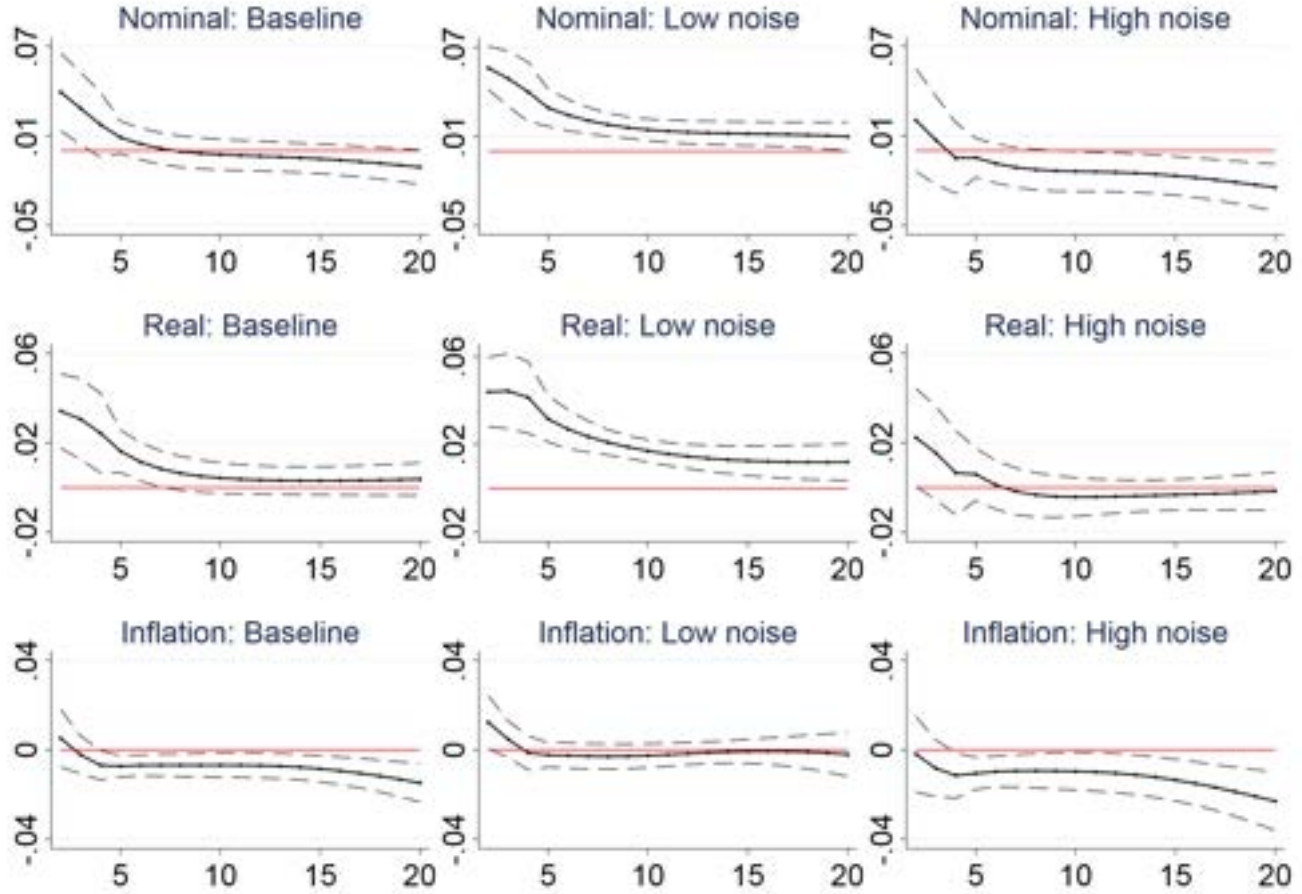 Nominal: Baseline
Nominal: Low noise
Nominal: High noise
.07
.01
-.05
5 10 15 20
.07
.01
-.05
5 10 15 20
.07
.01
-.05
5 10 15 20
Real: Baseline
Real: Low noise
Real: High noise
.06
.02
-.02
5 10 15 20
.06
.02
-.02
5 10 15 20
.06
.02
-.02
5 10 15 20
Inflation: Baseline
Inflation: Low noise
Inflation: High noise
.04
0
-.04
5 10 15 20
.04
0
-.04
5 10 15 20
.04
0
-.04
5 10 15 20